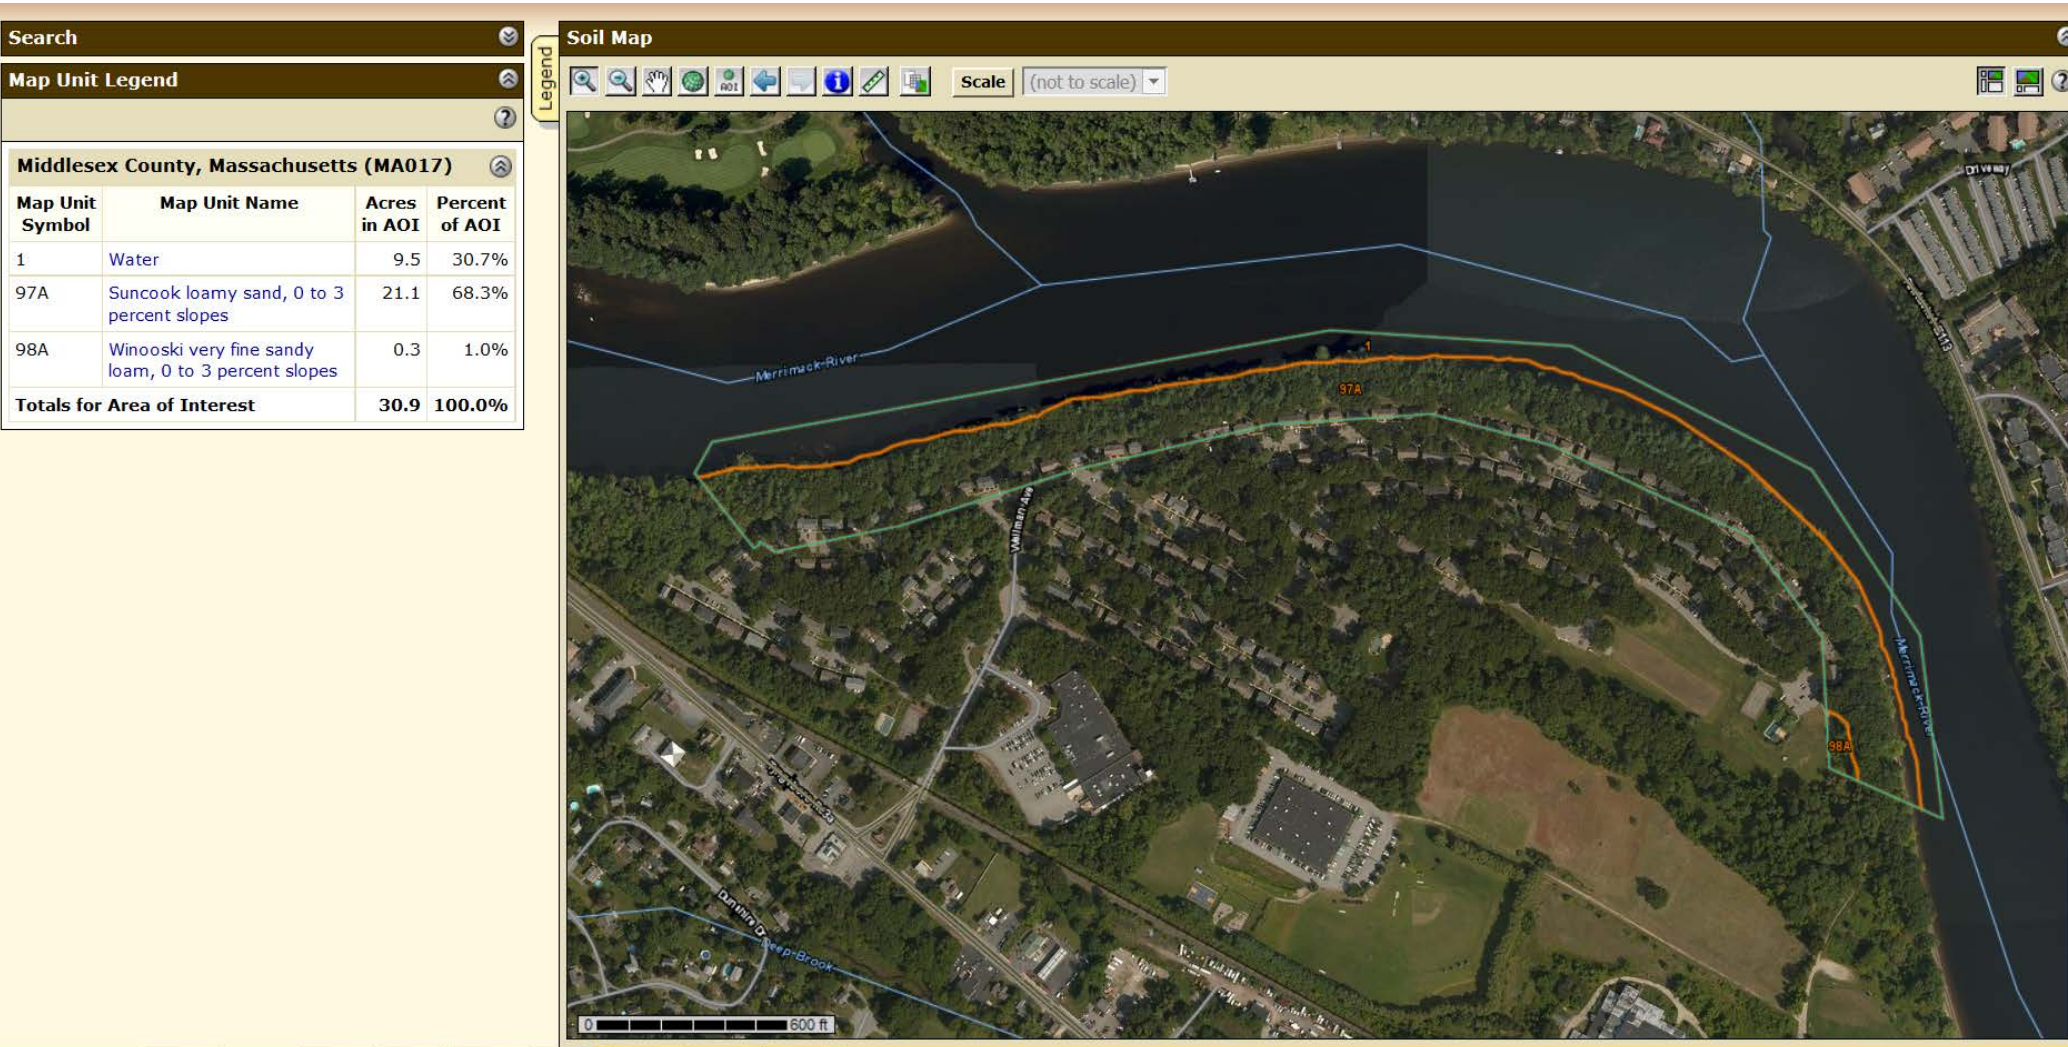 Search
Map Unit Legend
Middlesex County, Massachusetts (MA017)
Map Unit Symbol Map Unit Name Acres in AOI Percent of AOI
1 Water 9.5 30.7%
97A Suncook loamy sand, 0 to 3 percent slopes 21.1 68.3%
98A Winooski very fine sandy loam, 0 to 3 percent slopes 0.3 1.0%
Totals for Area of Interest 30.9 100.0%
Legend
Soil Map
AOI
Scale (not to scale)
Driveway
Merrimack River
1
97A
Merrimack River
98A
Deep Brook
0 600 ft